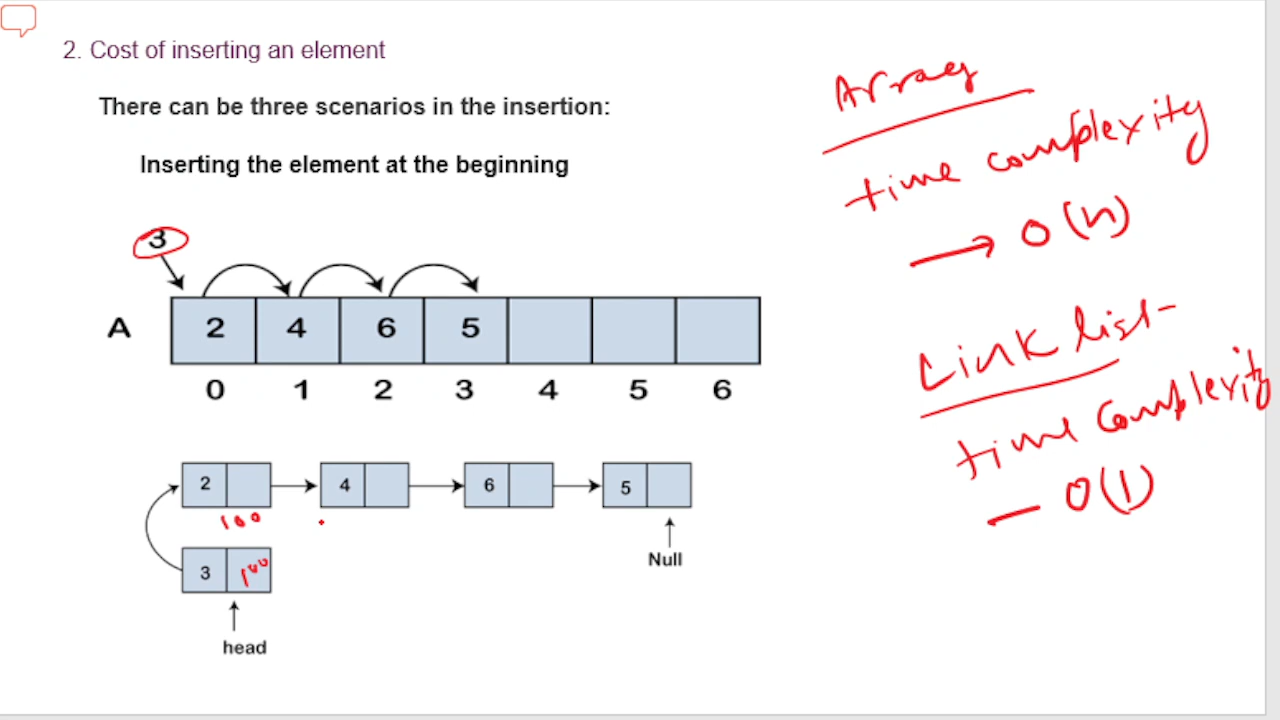 2. Cost of inserting an element
There can be three scenarios in the insertion:
Inserting the element at the beginning
Array
time complexity
O(n)
3
A 2 4 6 5
0 1 2 3 4 5 6
Link list
time complexity
O(1)
2 4 6 5
100
Null
3 100
head